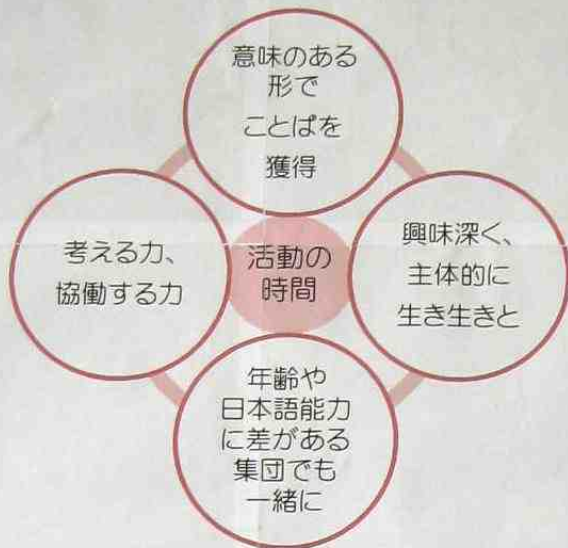 意味のある
形で
ことばを
獲得
考える力、
協働する力
活動の
時間
興味深く、
主体的に
生き生きと
年齢や
日本語能力
に差がある
集団でも
一緒に